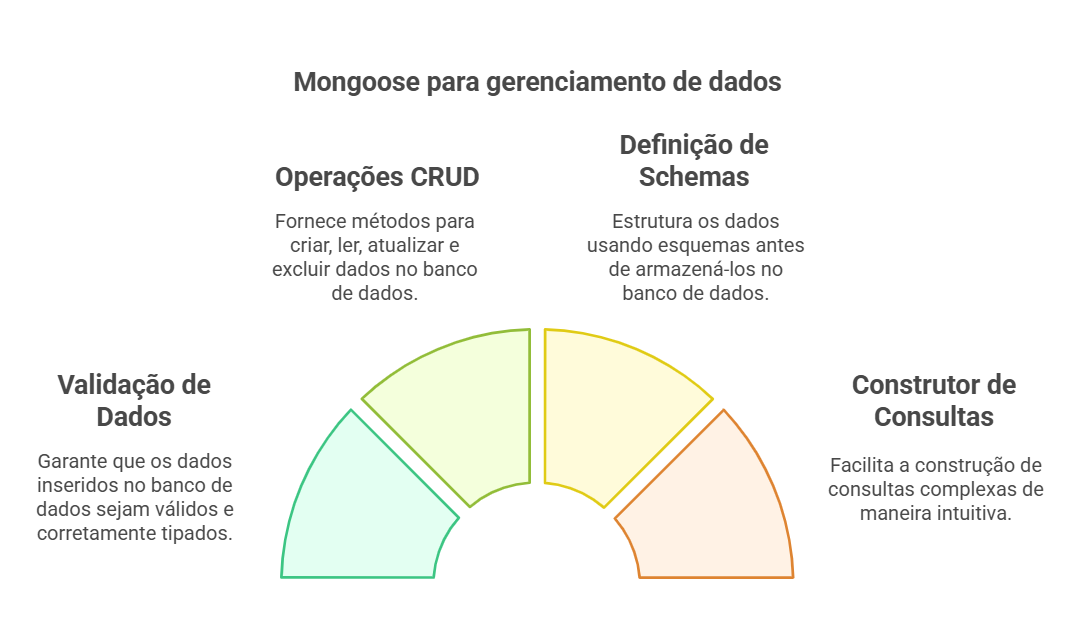 Mongoose para gerenciamento de dados
Operações CRUD
Fornece métodos para
criar, ler, atualizar e
excluir dados no banco
de dados.
Definição de
Schemas
Estrutura os dados
usando esquemas antes
de armazená-los no
banco de dados.
Validação de
Dados
Garante que os dados
inseridos no banco de
dados sejam válidos e
corretamente tipados.
Construtor de
Consultas
Facilita a construção de
consultas complexas de
maneira intuitiva.